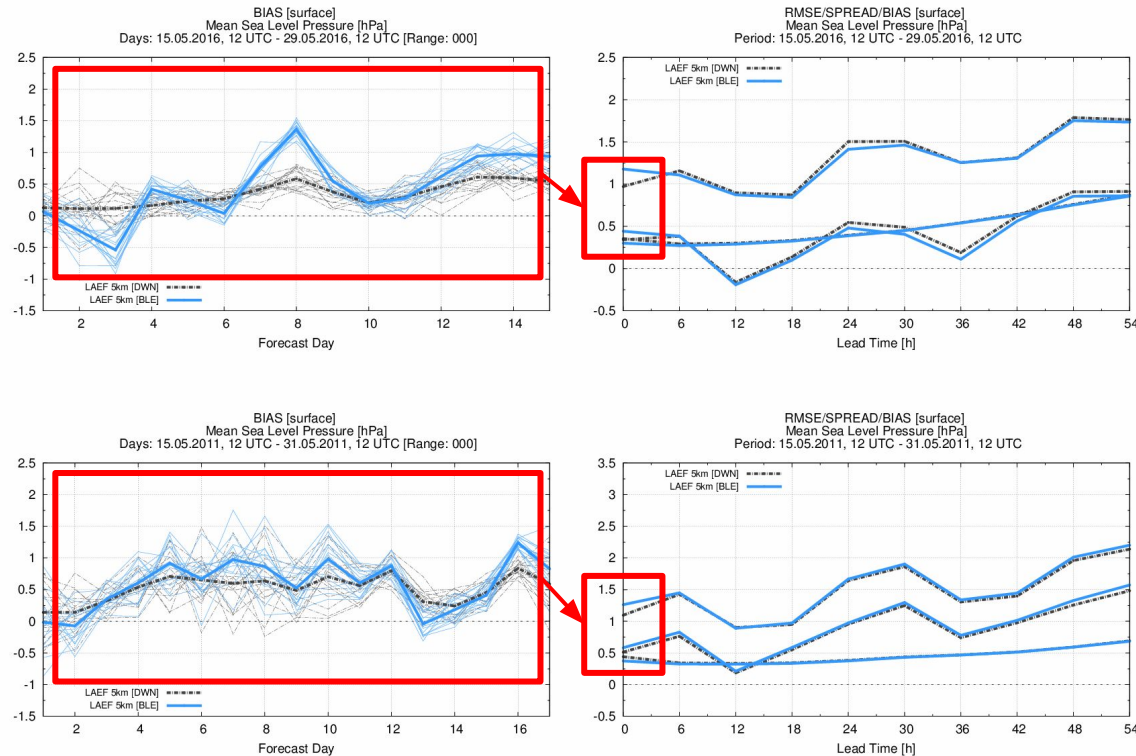 BIAS [surface]
Mean Sea Level Pressure [hPa]
Days: 15.05.2016, 12 UTC - 29.05.2016, 12 UTC [Range: 000]
2.5
2
1.5
1
0.5
0
-0.5
-1
-1.5
LAEF 5km [DWN]
LAEF 5km [BLE]
2 4 6 8 10 12 14
Forecast Day
RMSE/SPREAD/BIAS [surface]
Mean Sea Level Pressure [hPa]
Period: 15.05.2016, 12 UTC - 29.05.2016, 12 UTC
LAEF 5km [DWN]
LAEF 5km [BLE]
2.5
2
1.5
1
0.5
0
-0.5
0 6 12 18 24 30 36 42 48 54
Lead Time [h]
BIAS [surface]
Mean Sea Level Pressure [hPa]
Days: 15.05.2011, 12 UTC - 31.05.2011, 12 UTC [Range: 000]
2.5
2
1.5
1
0.5
0
-0.5
-1
-1.5
LAEF 5km [DWN]
LAEF 5km [BLE]
2 4 6 8 10 12 14 16
Forecast Day
RMSE/SPREAD/BIAS [surface]
Mean Sea Level Pressure [hPa]
Period: 15.05.2011, 12 UTC - 31.05.2011, 12 UTC
LAEF 5km [DWN]
LAEF 5km [BLE]
3.5
3
2.5
2
1.5
1
0.5
0
-0.5
0 6 12 18 24 30 36 42 48 54
Lead Time [h]